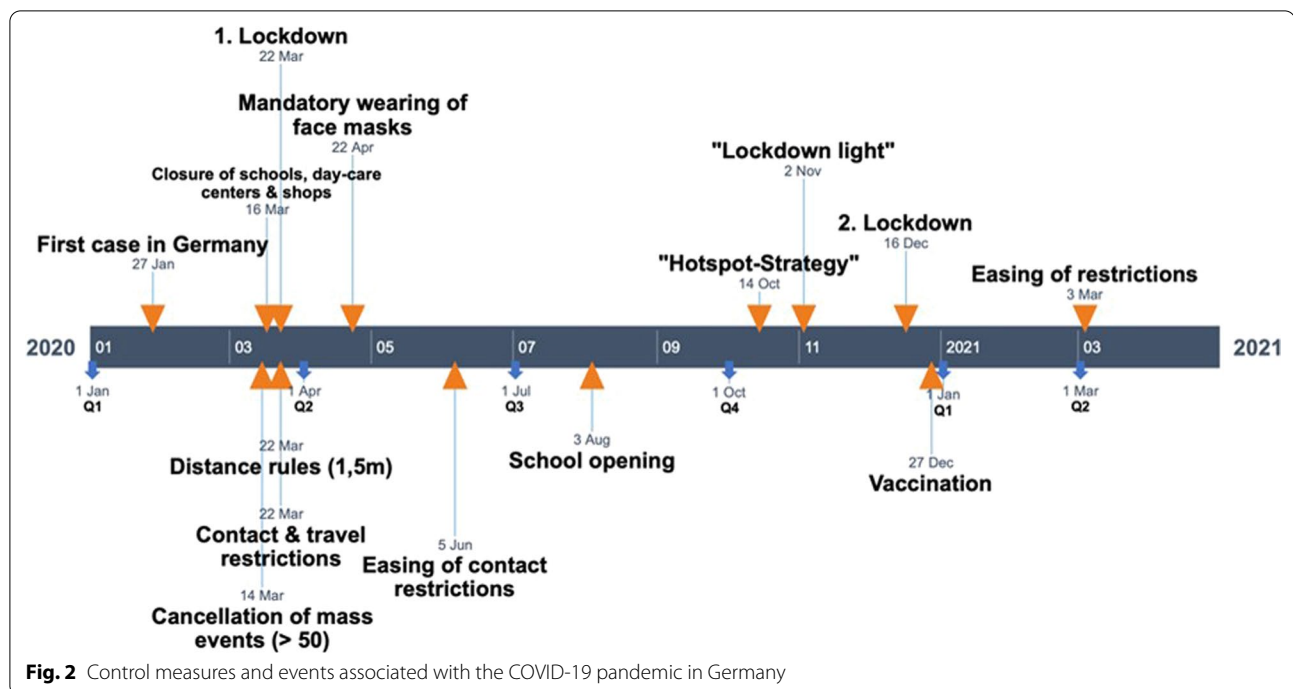 1. Lockdown
22 Mar
Mandatory wearing of
face masks
22 Apr
Closure of schools, day-care
centers & shops
16 Mar
First case in Germany
27 Jan
"Lockdown light"
2 Nov
2. Lockdown
16 Dec
"Hotspot-Strategy"
14 Oct
Easing of restrictions
3 Mar
2020 01 03 05 07 09 11 2021 03 2021
1 Jan 1 Apr 1 Jul 1 Oct 1 Jan 1 Mar
Q1 Q2 Q3 Q4 Q1 Q2
22 Mar
Distance rules (1,5m)
22 Mar
Contact & travel
restrictions
14 Mar
Cancellation of mass
events (> 50)
5 Jun
Easing of contact
restrictions
3 Aug
School opening
27 Dec
Vaccination
Fig. 2 Control measures and events associated with the COVID-19 pandemic in Germany